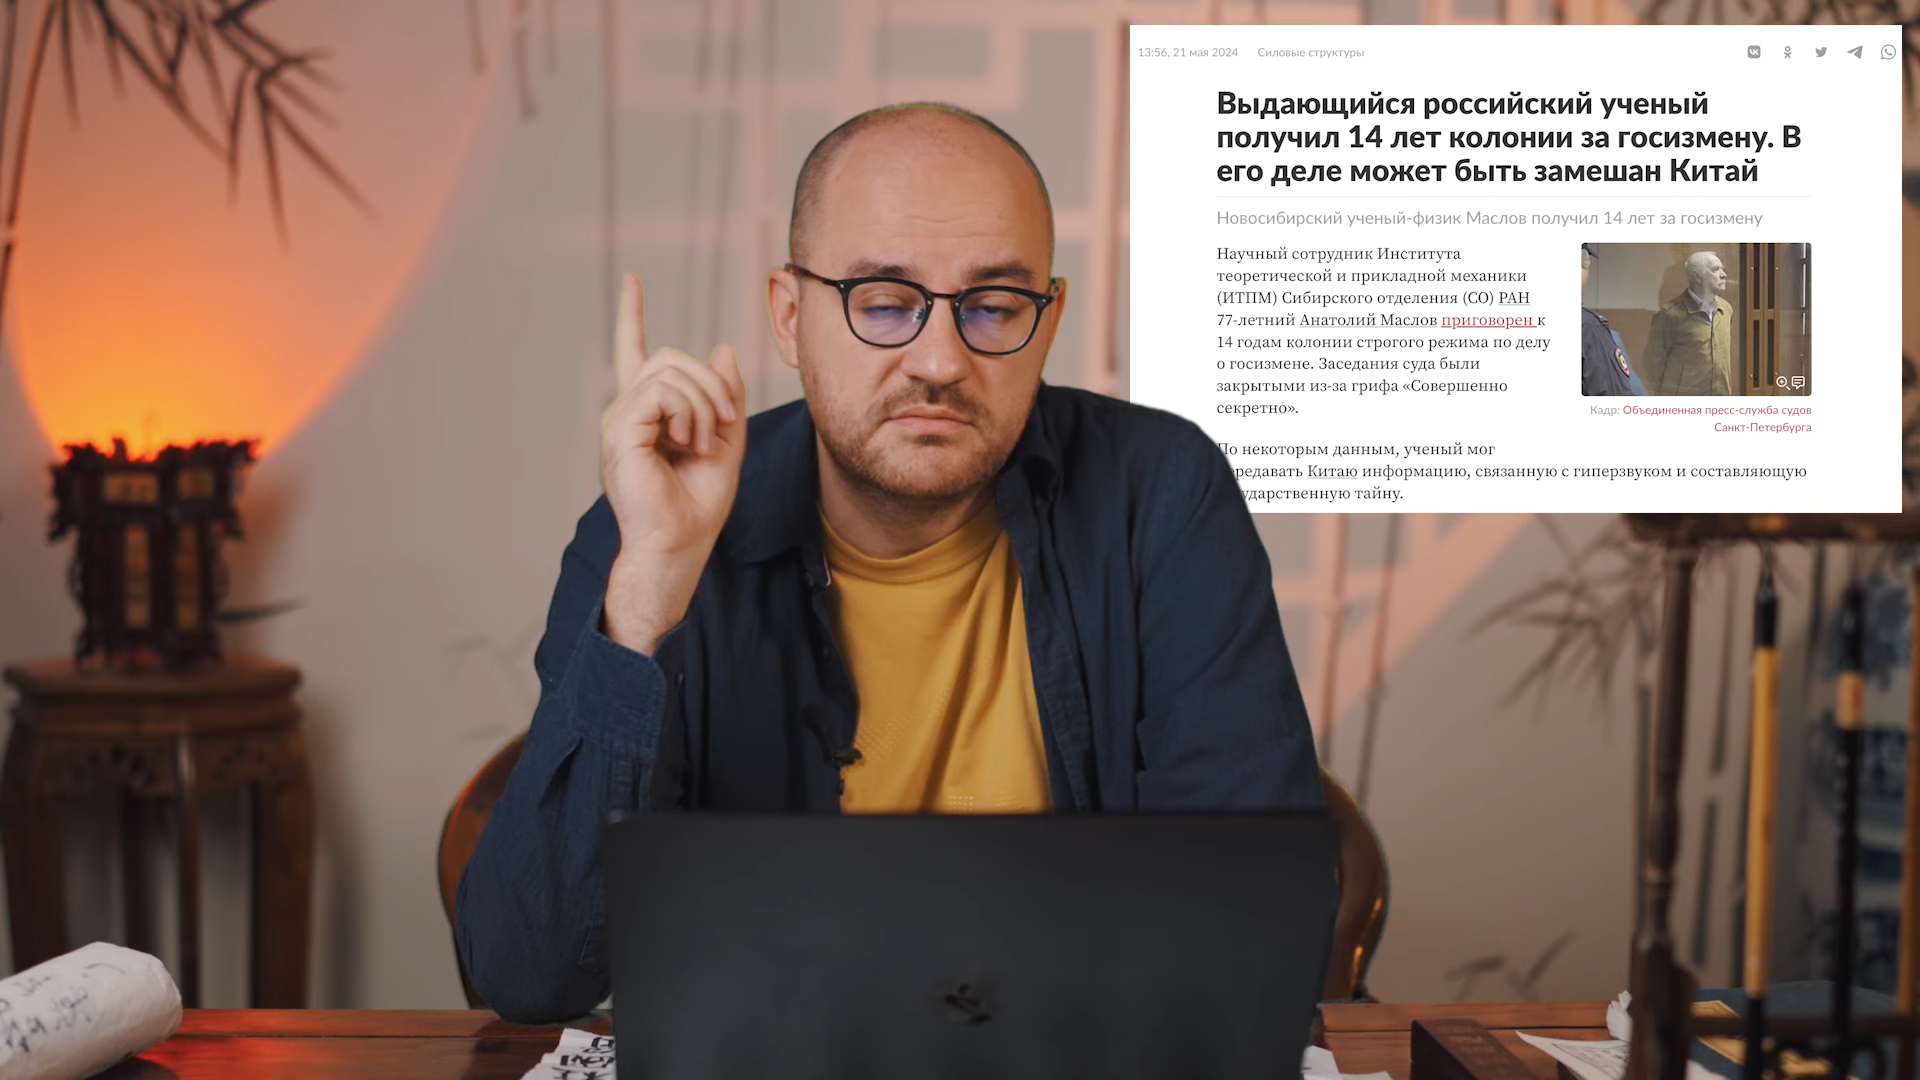 13:56, 21 мая 2024 Силовые структуры
Выдающийся российский ученый
получил 14 лет колонии за госизмену. В
его деле может быть замешан Китай
Новосибирский ученый-физик Маслов получил 14 лет за госизмену
Научный сотрудник Института
теоретической и прикладной механики
(ИТПМ) Сибирского отделения (СО) РАН
77-летний Анатолий Маслов приговорен к
14 годам колонии строгого режима по делу
о госизмене. Заседания суда были
закрытыми из-за грифа «Совершенно
секретно».
Кадр: Объединенная пресс-служба судов
Санкт-Петербурга
По некоторым данным, ученый мог
Китаю информацию, связанную с гиперзвуком и составляющую
тайну.